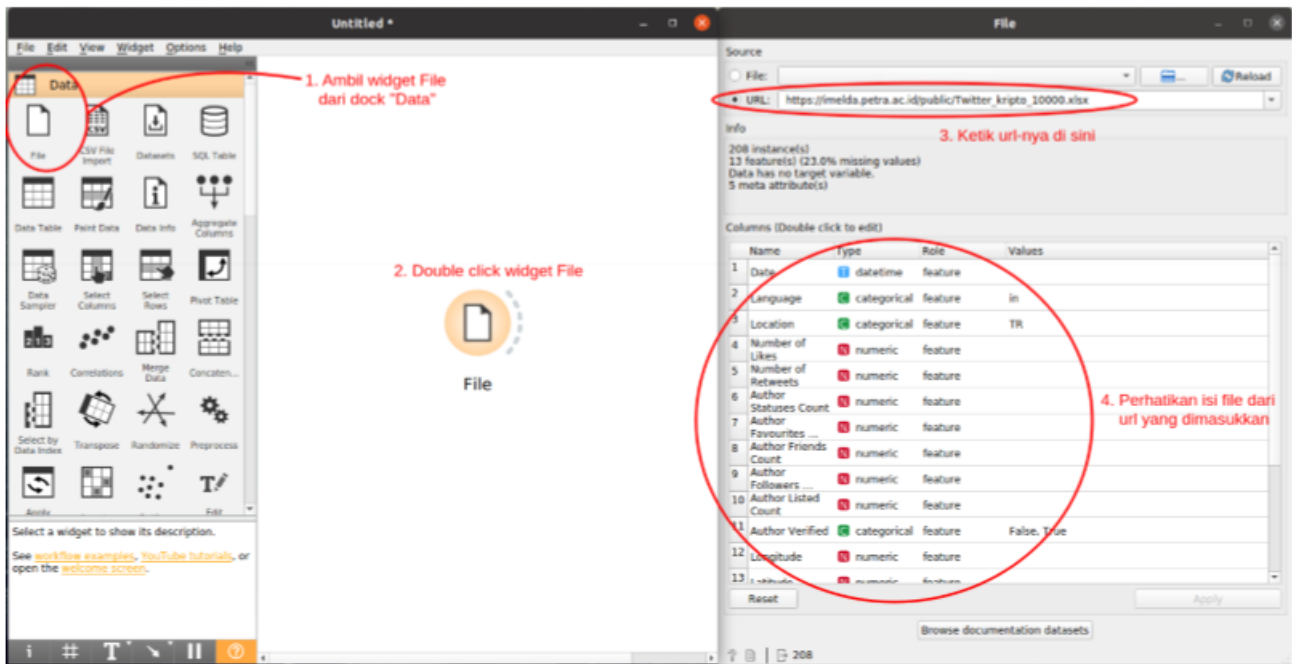 Untitled *
File Edit View Widget Options Help
Data
File
CSV File
Import
Datasets
SQL Table
Data Table
Paint Data
Data Info
Aggregate
Columns
Data
Sampler
Select
Columns
Select
Rows
Pivot Table
Rank
Correlations
Merge
Data
Concaten...
Select by
Data Index
Transpose
Randomize
Preprocess
Apply
Edit
Select a widget to show its description.
See workflow examples, YouTube tutorials, or
open the welcome screen.
1. Ambil widget File
dari dock "Data"
2. Double click widget File
File
File
Source
File:
Reload
URL: https://imelda.petra.ac.id/public/Twitter_kripto_10000.xlsx
3. Ketik url-nya di sini
Info
208 instance(s)
13 feature(s) (23.0% missing values)
Data has no target variable.
5 meta attribute(s)
Columns (Double click to edit)
Name Type Role Values
1 Date T datetime feature
2 Language C categorical feature in
3 Location C categorical feature TR
4 Number of
Likes N numeric feature
5 Number of
Retweets N numeric feature
6 Author
Statuses Count N numeric feature
7 Author
Favourites ... N numeric feature
8 Author Friends
Count N numeric feature
9 Author
Followers ... N numeric feature
10 Author Listed
Count N numeric feature
11 Author Verified C categorical feature False, True
12 Longitude N numeric feature
13 Latitude N numeric feature
4. Perhatikan isi file dari
url yang dimasukkan
Reset
Apply
Browse documentation datasets
208